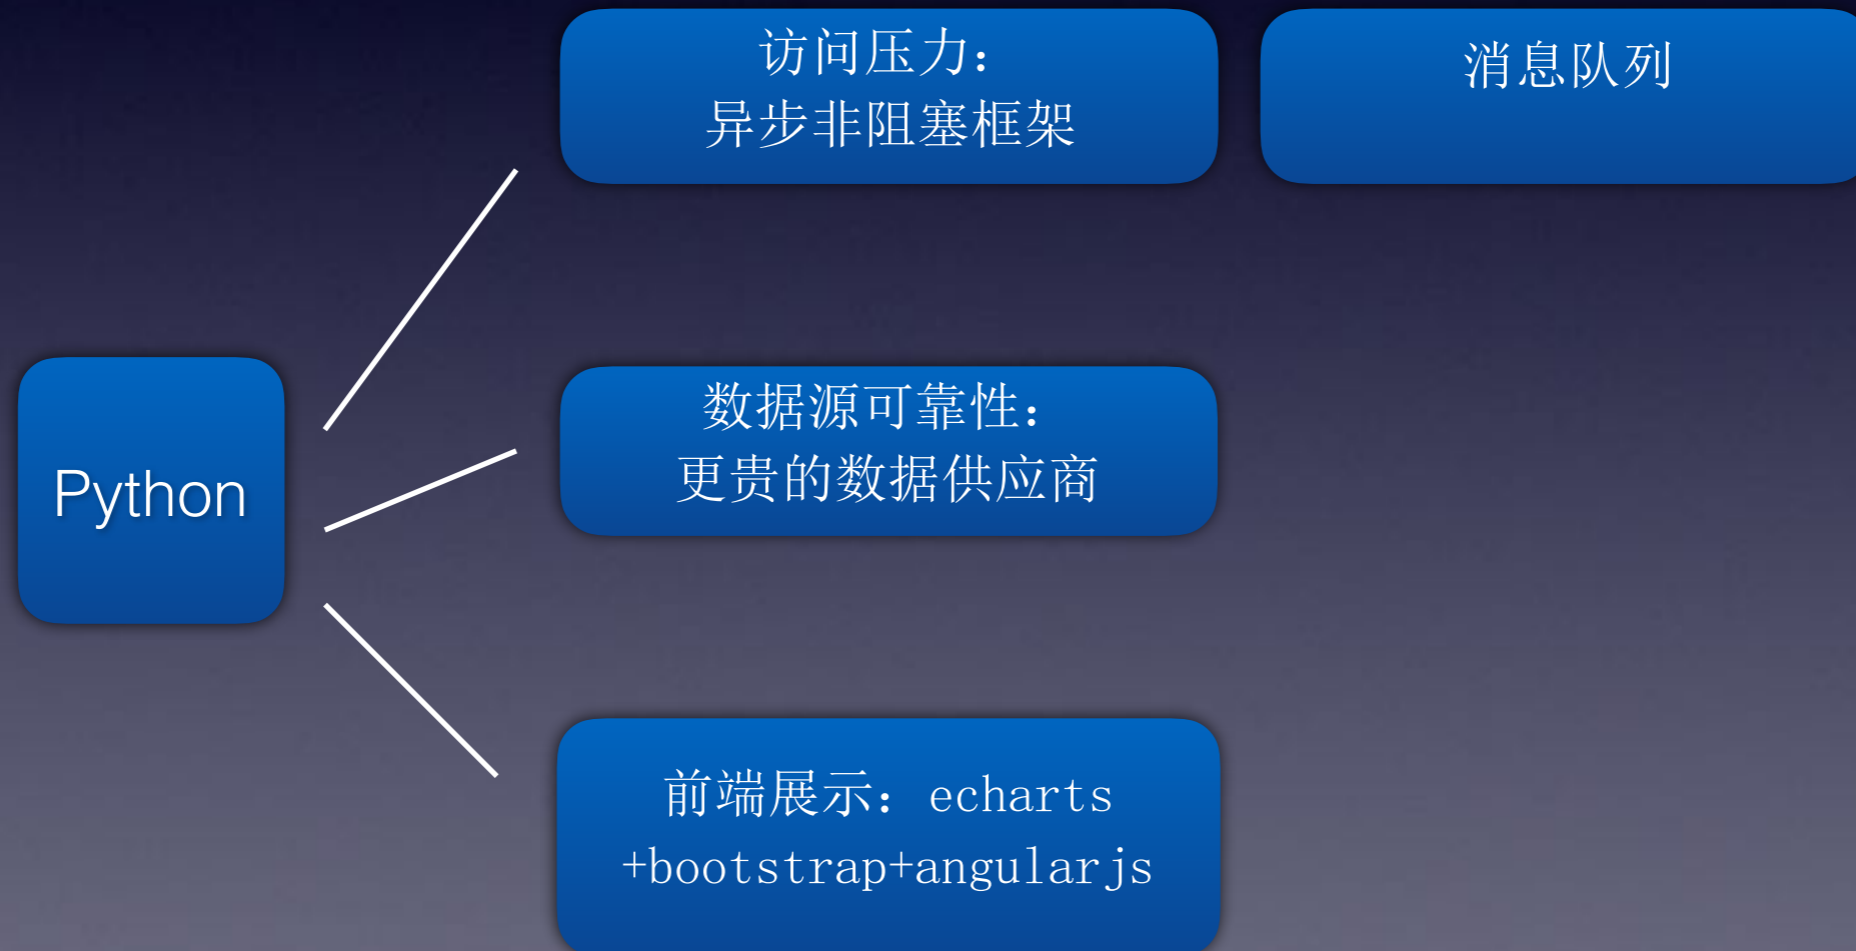 访问压力：
异步非阻塞框架
消息队列
Python
数据源可靠性：
更贵的数据供应商
前端展示：echarts
+bootstrap+angularjs